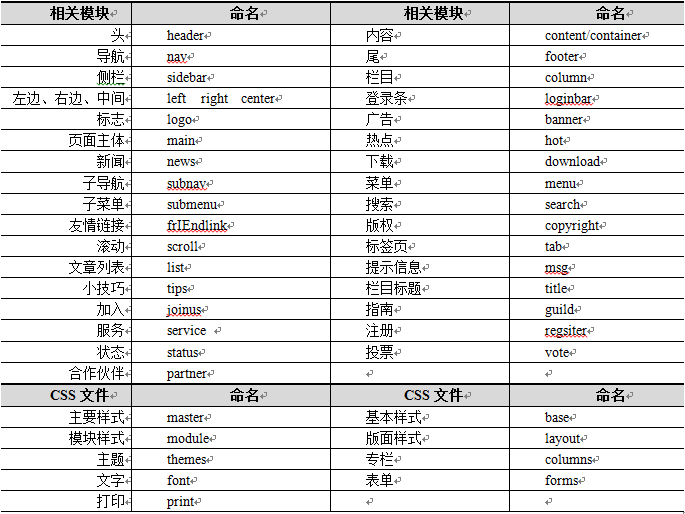 相关模块 命名 相关模块 命名
头 header 内容 content/container
导航 nay 尾 footer
侧栏 sidebar 栏目 column
左边、右边、中间 left right center 登录条 loginbar
标志 logo 广告 banner
页面主体 main 热点 hot
新闻 news 下载 download
子导航 subnav 菜单 menu
子菜单 submenu 搜索 search
友情链接 frIEndlink 版权 copyright
滚动 scroll 标签页 tab
文章列表 list 提示信息 msg
小技巧 tips 栏目标题 title
加入 joinus 指南 guild
服务 service 注册 regsiter
状态 status 投票 vote
合作伙伴 partner
CSS 文件 命名 CSS 文件 命名
主要样式 master 基本样式 base
模块样式 module 版面样式 layout
主题 themes 专栏 columns
文字 font 表单 forms
打印 print